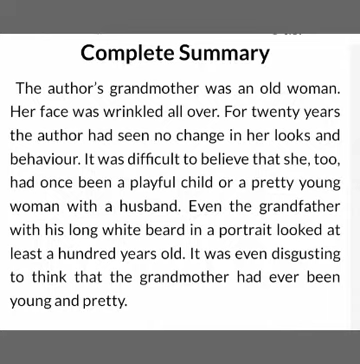 Complete Summary
The author's grandmother was an old woman.
Her face was wrinkled all over. For twenty years
the author had seen no change in her looks and
behaviour. It was difficult to believe that she, too,
had once been a playful child or a pretty young
woman with a husband. Even the grandfather
with his long white beard in a portrait looked at
least a hundred years old. It was even disgusting
to think that the grandmother had ever been
young and pretty.